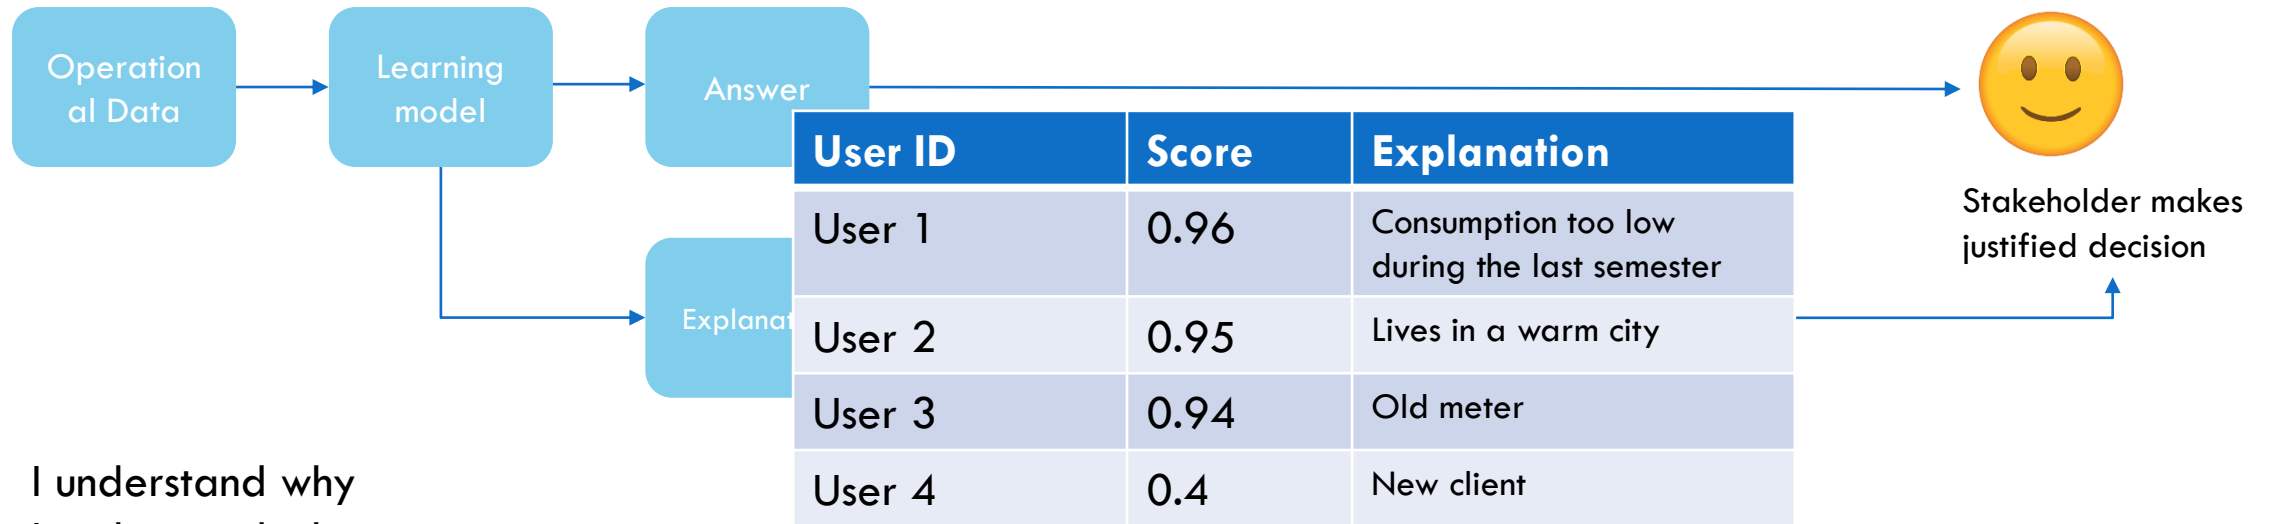 Operation
al Data
Learning
model
Answer
Explanat
User ID Score Explanation
User 1 0.96 Consumption too low
during the last semester
User 2 0.95 Lives in a warm city
User 3 0.94 Old meter
User 4 0.4 New client
Stakeholder makes
justified decision
I understand why